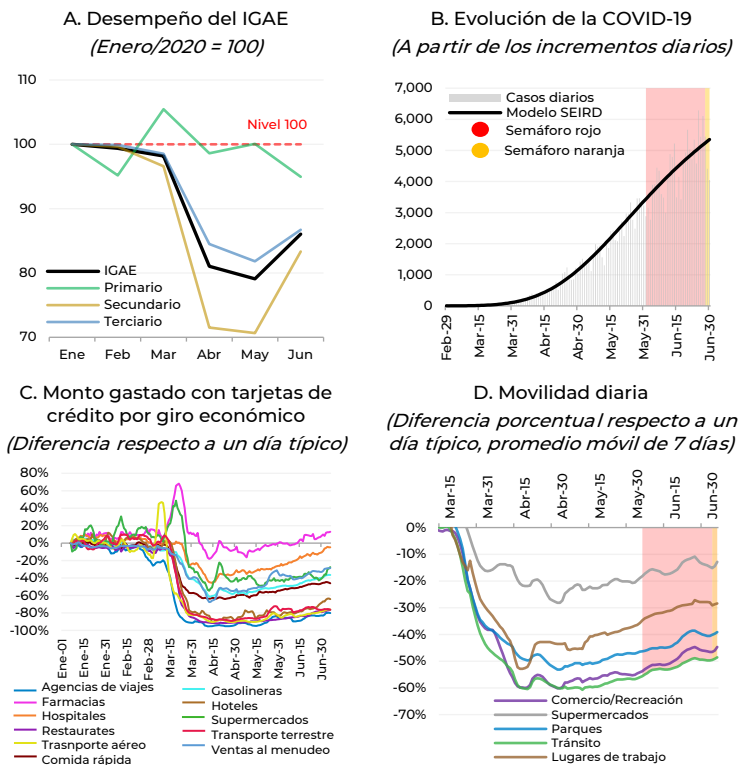 A. Desempeño del IGAE
(Enero/2020 = 100)
110
100
90
80
70
Nivel 100
IGAE
Primario
Secundario
Terciario
Ene Feb Mar Abr May Jun
B. Evolución de la COVID-19
(A partir de los incrementos diarios)
7,000
6,000
5,000
4,000
3,000
2,000
1,000
0
Casos diarios
Modelo SEIRD
Semáforo rojo
Semáforo naranja
Feb-29 Mar-15 Mar-31 Abr-15 Abr-30 May-15 May-31 Jun-15 Jun-30
C. Monto gastado con tarjetas de
crédito por giro económico
(Diferencia respecto a un día típico)
80%
60%
40%
20%
0%
-20%
-40%
-60%
-80%
-100%
Ene-01 Ene-15 Ene-31 Feb-15 Feb-28 Mar-15 Mar-31 Abr-15 Abr-30 May-15 May-31 Jun-15 Jun-30
Agencias de viajes
Farmacias
Hospitales
Restaurates
Trasnporte aéreo
Comida rápida
Gasolineras
Hoteles
Supermercados
Transporte terrestre
Ventas al menudeo
D. Movilidad diaria
(Diferencia porcentual respecto a un
día típico, promedio móvil de 7 días)
Mar-15 Mar-31 Abr-15 Abr-30 May-15 May-30 Jun-15 Jun-30
0%
-10%
-20%
-30%
-40%
-50%
-60%
-70%
Comercio/Recreación
Supermercados
Parques
Tránsito
Lugares de trabajo